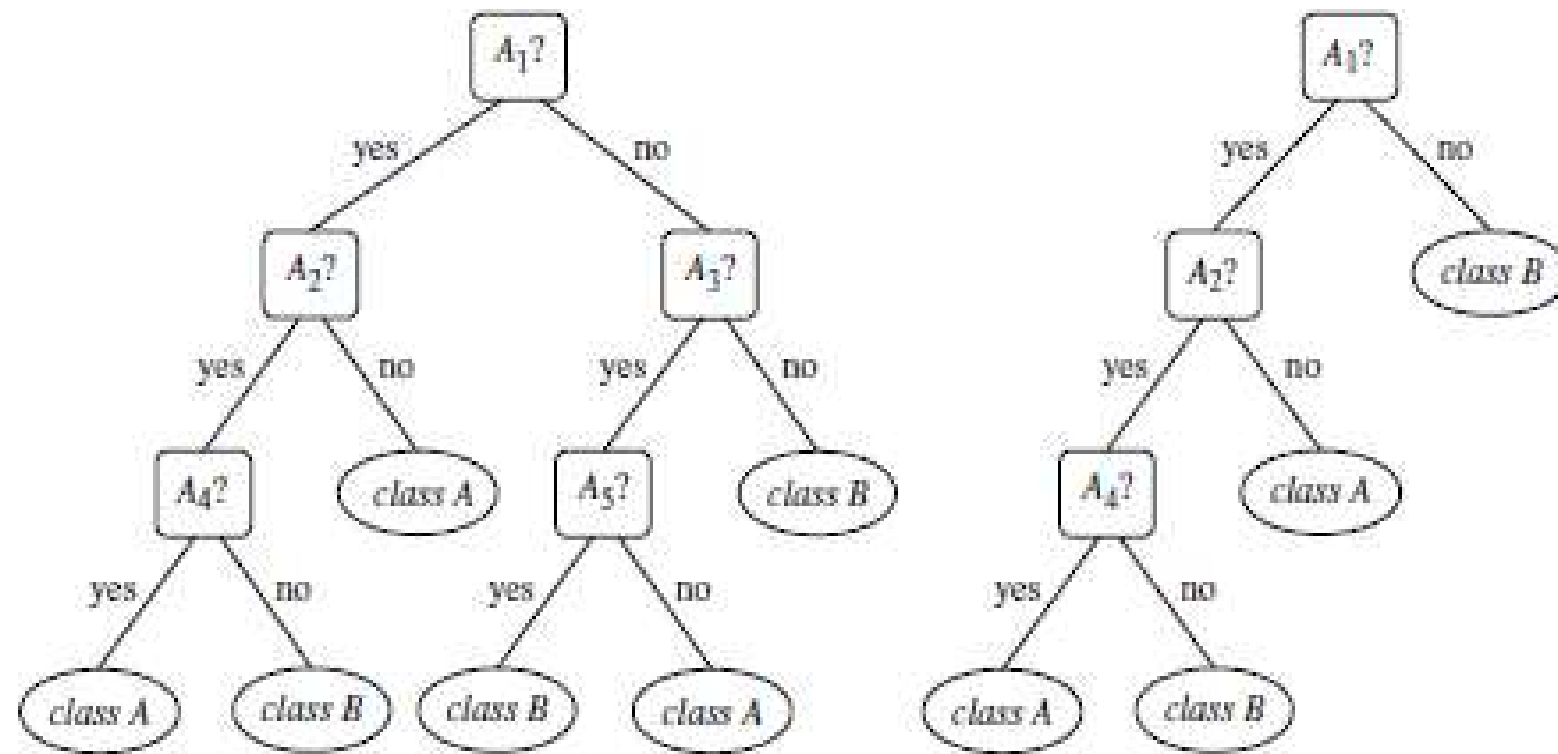 A₁? A₁?
yes no yes no
A₂? A₃? A₂? class B
yes no yes no yes no
A₄? class A A₅? class B A₄? class A
yes no yes no yes no
class A class B class B class A class A class B